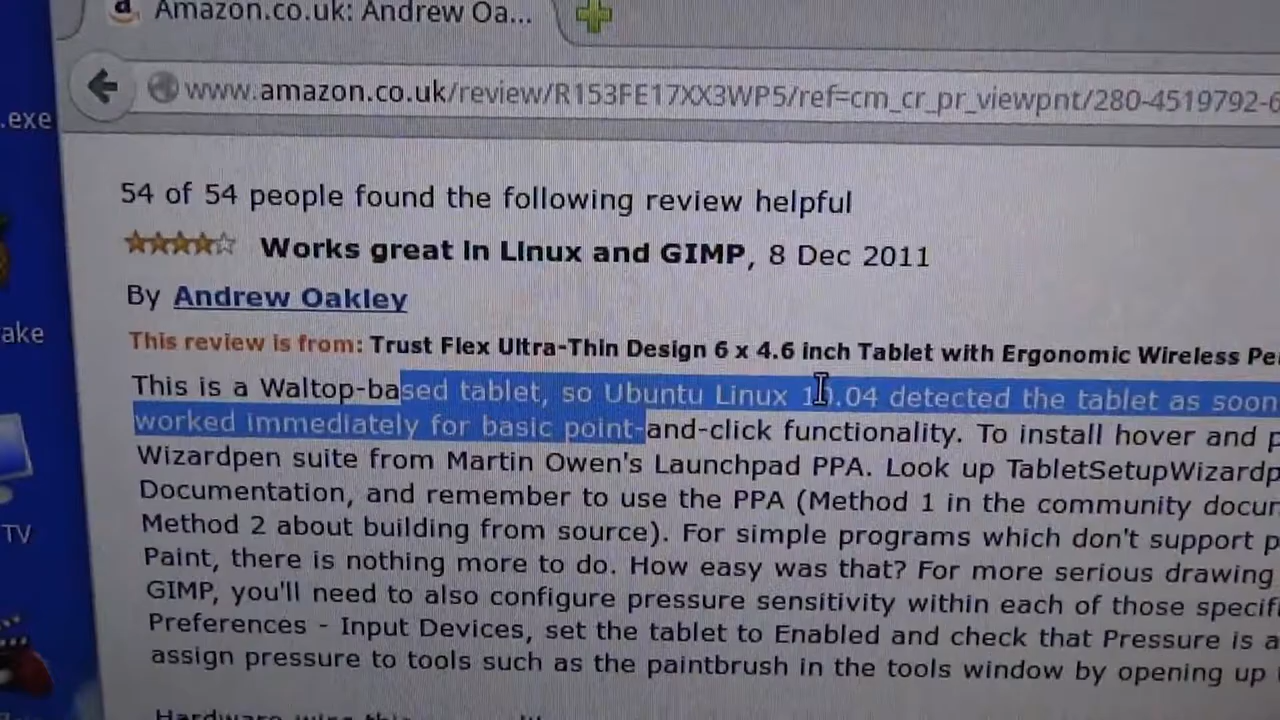 Amazon.co.uk: Andrew Oa...
www.amazon.co.uk/review/R153FE17XX3WP5/ref=cm_cr_pr_viewpnt/280-4519792-6
.exe
54 of 54 people found the following review helpful
Works great in Linux and GIMP, 8 Dec 2011
By Andrew Oakley
This review is from: Trust Flex Ultra-Thin Design 6 x 4.6 inch Tablet with Ergonomic Wireless Pe
ake
This is a Waltop-based tablet, so Ubuntu Linux .04 detected the tablet as soon
worked immediately for basic point-and-click functionality. To install hover and p
Wizardpen suite from Martin Owen's Launchpad PPA. Look up TabletSetupWizardp
Documentation, and remember to use the PPA (Method 1 in the community docu
TV
Method 2 about building from source). For simple programs which don't support p
Paint, there is nothing more to do. How easy was that? For more serious drawing
GIMP, you'll need to also configure pressure sensitivity within each of those specif
Preferences - Input Devices, set the tablet to Enabled and check that Pressure is a
assign pressure to tools such as the paintbrush in the tools window by opening up